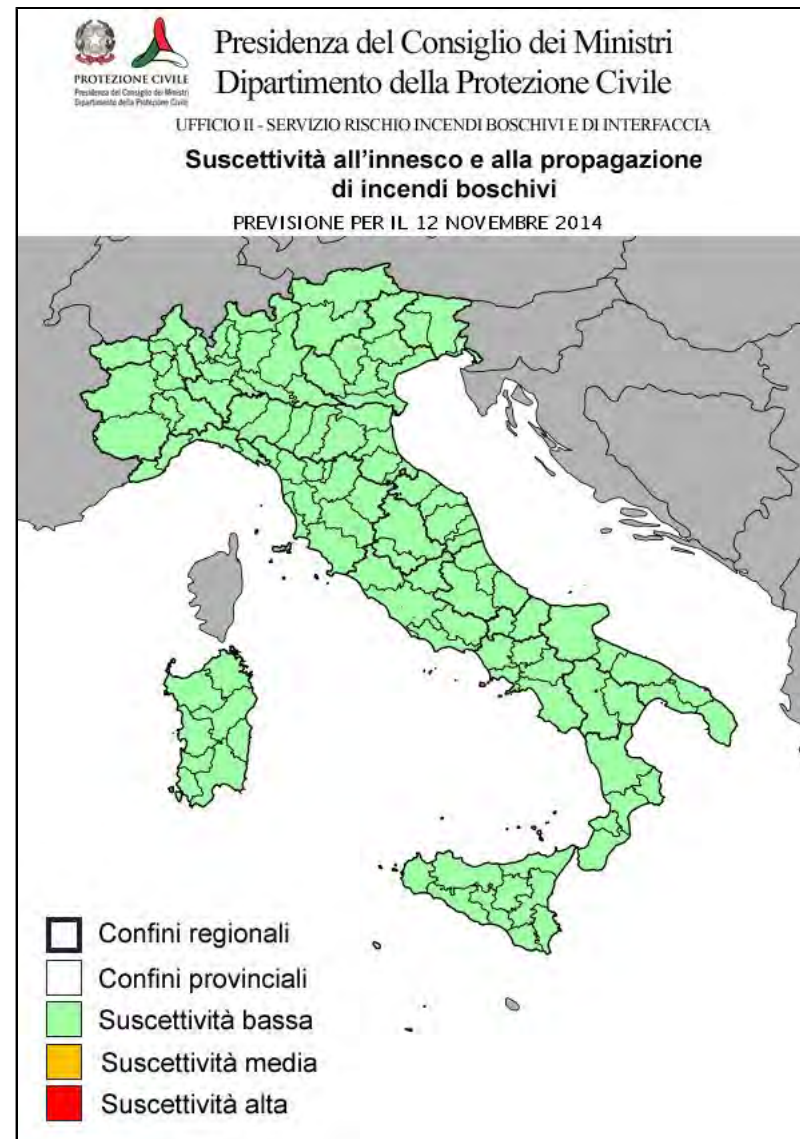 PROTEZIONE CIVILE
Presidenza del Consiglio dei Ministri
Dipartimento della Protezione Civile
Presidenza del Consiglio dei Ministri
Dipartimento della Protezione Civile
UFFICIO II - SERVIZIO RISCHIO INCENDI BOSCHIVI E DI INTERFACCIA
Suscettività all'innesco e alla propagazione
di incendi boschivi
PREVISIONE PER IL 12 NOVEMBRE 2014
Confini regionali
Confini provinciali
Suscettività bassa
Suscettività media
Suscettività alta